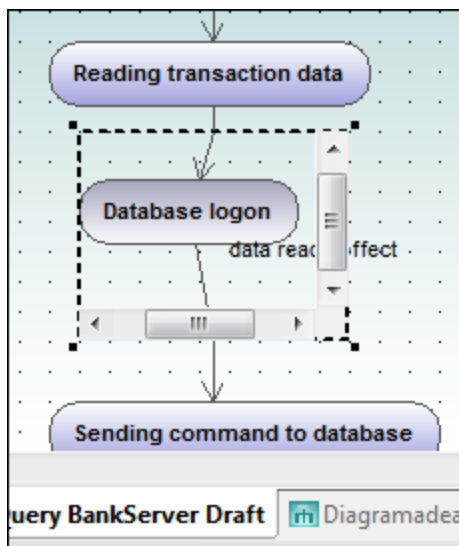 Reading transaction data
Database logon
data read ffect
Sending command to database
uery BankServer Draft
Diagramadea